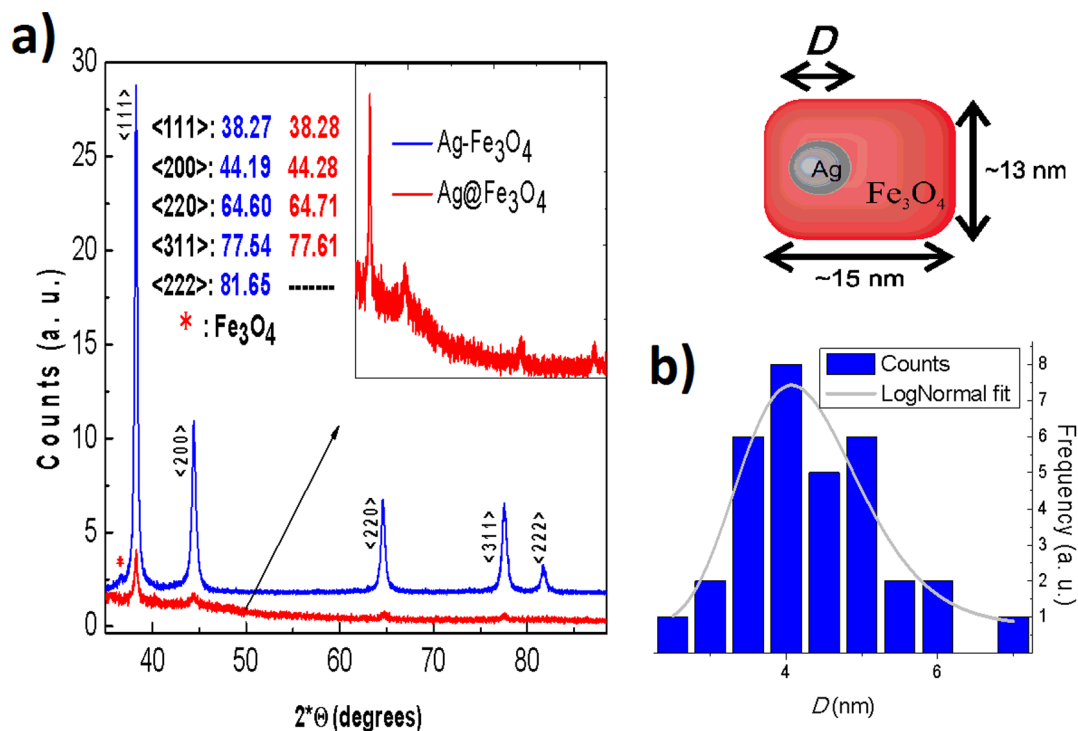 a)
30
25
20
15
10
5
0
Counts (a. u.)
<111>
<200>
<220>
<311>
<222>
<111>: 38.27 38.28
<200>: 44.19 44.28
<220>: 64.60 64.71
<311>: 77.54 77.61
<222>: 81.65 -------
* : Fe₃O₄
Ag-Fe₃O₄
Ag@Fe₃O₄
*
40 50 60 70 80
2*Θ (degrees)
D
Ag
Fe₃O₄
~13 nm
~15 nm
b)
Counts
LogNormal fit
8
7
6
5
4
3
2
1
Frequency (a. u.)
4 6
D (nm)